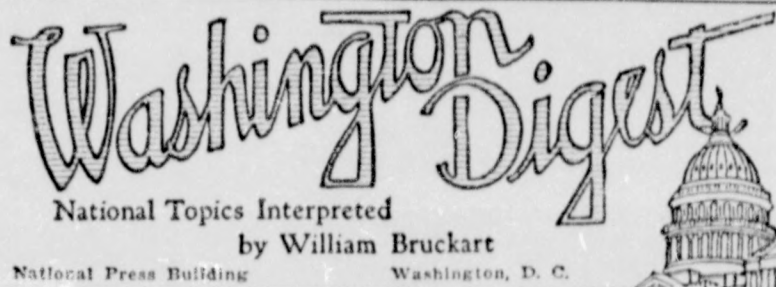 Washington
Digest
National Topics Interpreted
by William Bruckart
National Press Building Washington, D. C.